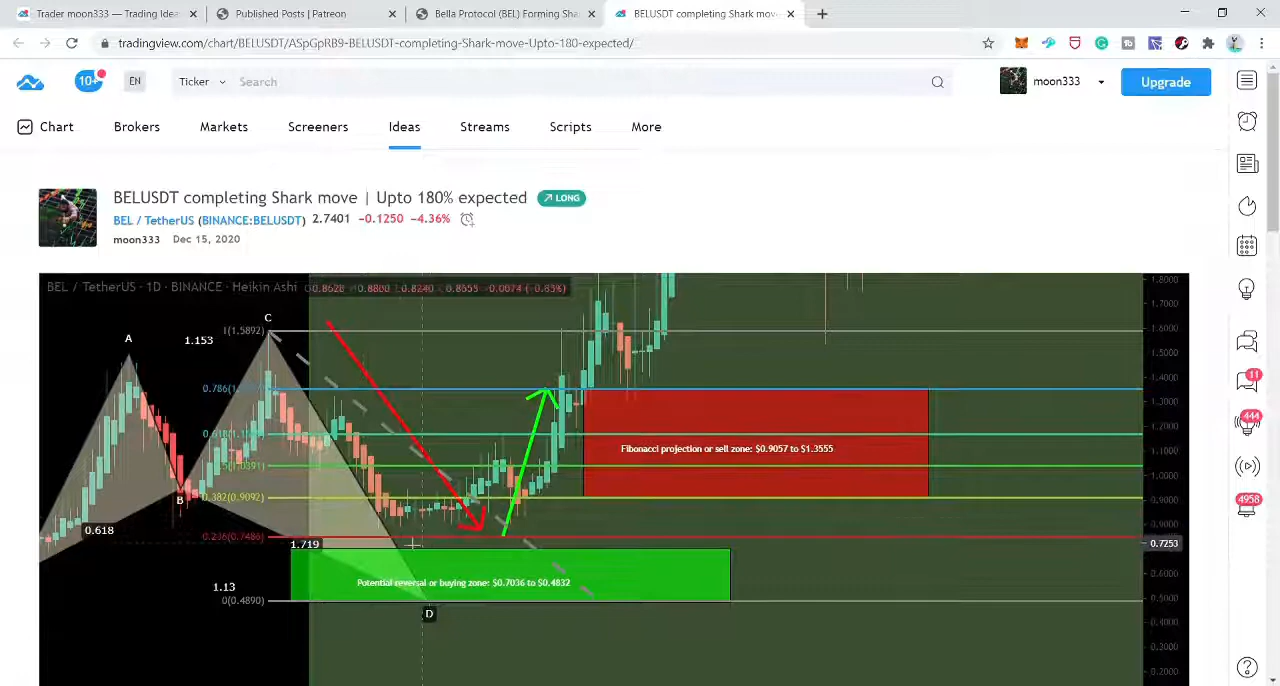 Trader moon333 — Trading Ideas
Published Posts | Patreon
Bella Protocol (BEL) Forming Shar
BELUSDT completing Shark mov
tradingview.com/chart/BELUSDT/ASpGpRB9-BELUSDT-completing-Shark-move-Upto-180-expected/
10+
EN
Ticker
Search
moon333
Upgrade
Chart
Brokers
Markets
Screeners
Ideas
Streams
Scripts
More
BELUSDT completing Shark move | Upto 180% expected
LONG
BEL / TetherUS (BINANCE:BELUSDT) 2.7401 −0.1250 −4.36%
moon333 Dec 15, 2020
BEL / TetherUS · 1D · BINANCE · Heikin Ashi
1.8000
1.7000
C
1(1.5892)
1.6000
A
1.153
1.5000
11
1.4000
0.786
1.3000
444
1.2000
Fibonacci projection or sell zone: $0.9057 to $1.3555
1.1000
1.0000
B
0.382(0.9092)
0.9000
4958
0.618
0.8000
0.236(0.7486)
1.719
0.7253
Potential reversal or buying zone: $0.7036 to $0.4832
0.6000
1.13
0(0.4890)
0.5000
D
0.4000
0.3000
0.2000